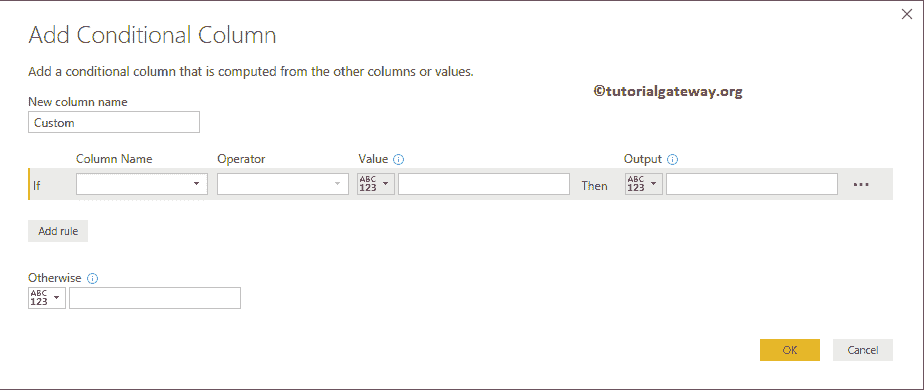 Add Conditional Column
Add a conditional column that is computed from the other columns or values.
©tutorialgateway.org
New column name
Custom
Column Name Operator Value Output
If ABC 123 Then ABC 123 ...
Add rule
Otherwise
ABC 123
OK Cancel